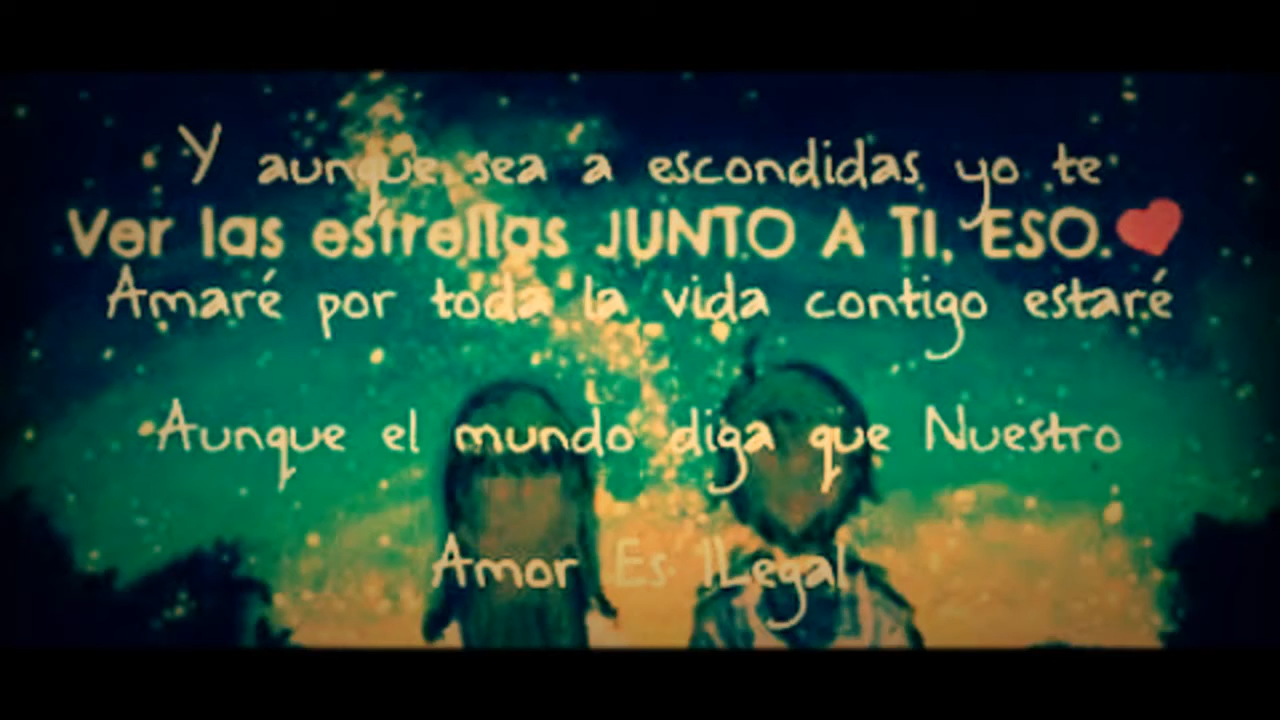 Y aunque sea a escondidas yo te
Ver las estrellas JUNTO A TI, ESO.
Amaré por toda la vida contigo estaré
Aunque el mundo diga que Nuestro
Amor Es ILegal